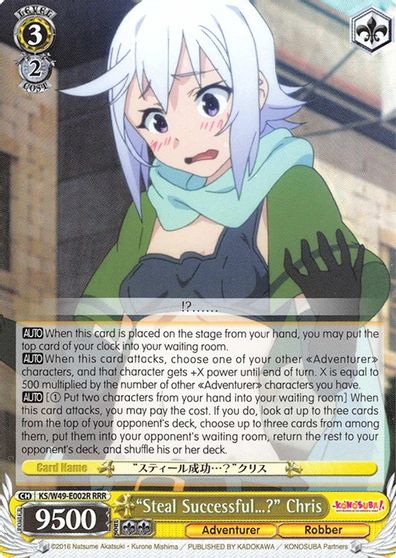 LEVEL
3
2
COST
!?......
AUTO When this card is placed on the stage from your hand, you may put the
top card of your clock into your waiting room.
AUTO When this card attacks, choose one of your other «Adventurer»
characters, and that character gets +X power until end of turn. X is equal to
500 multiplied by the number of other «Adventurer» characters you have.
AUTO [① Put two characters from your hand into your waiting room] When
this card attacks, you may pay the cost. If you do, look at up to three cards
from the top of your opponent's deck, choose up to three cards from among
them, put them into your opponent's waiting room, return the rest to your
opponent's deck, and shuffle his or her deck.
Card Name
“スティール成功…?”クリス
CH KS/W49-E002R RRR
“Steal Successful...?” Chris
KONOSUBA!
POWER
9500
SOUL
Adventurer
Robber
©2016 Natsume Akatsuki・Kurone Mishima / PUBLISHED BY KADOKAWA / KONOSUBA Partners